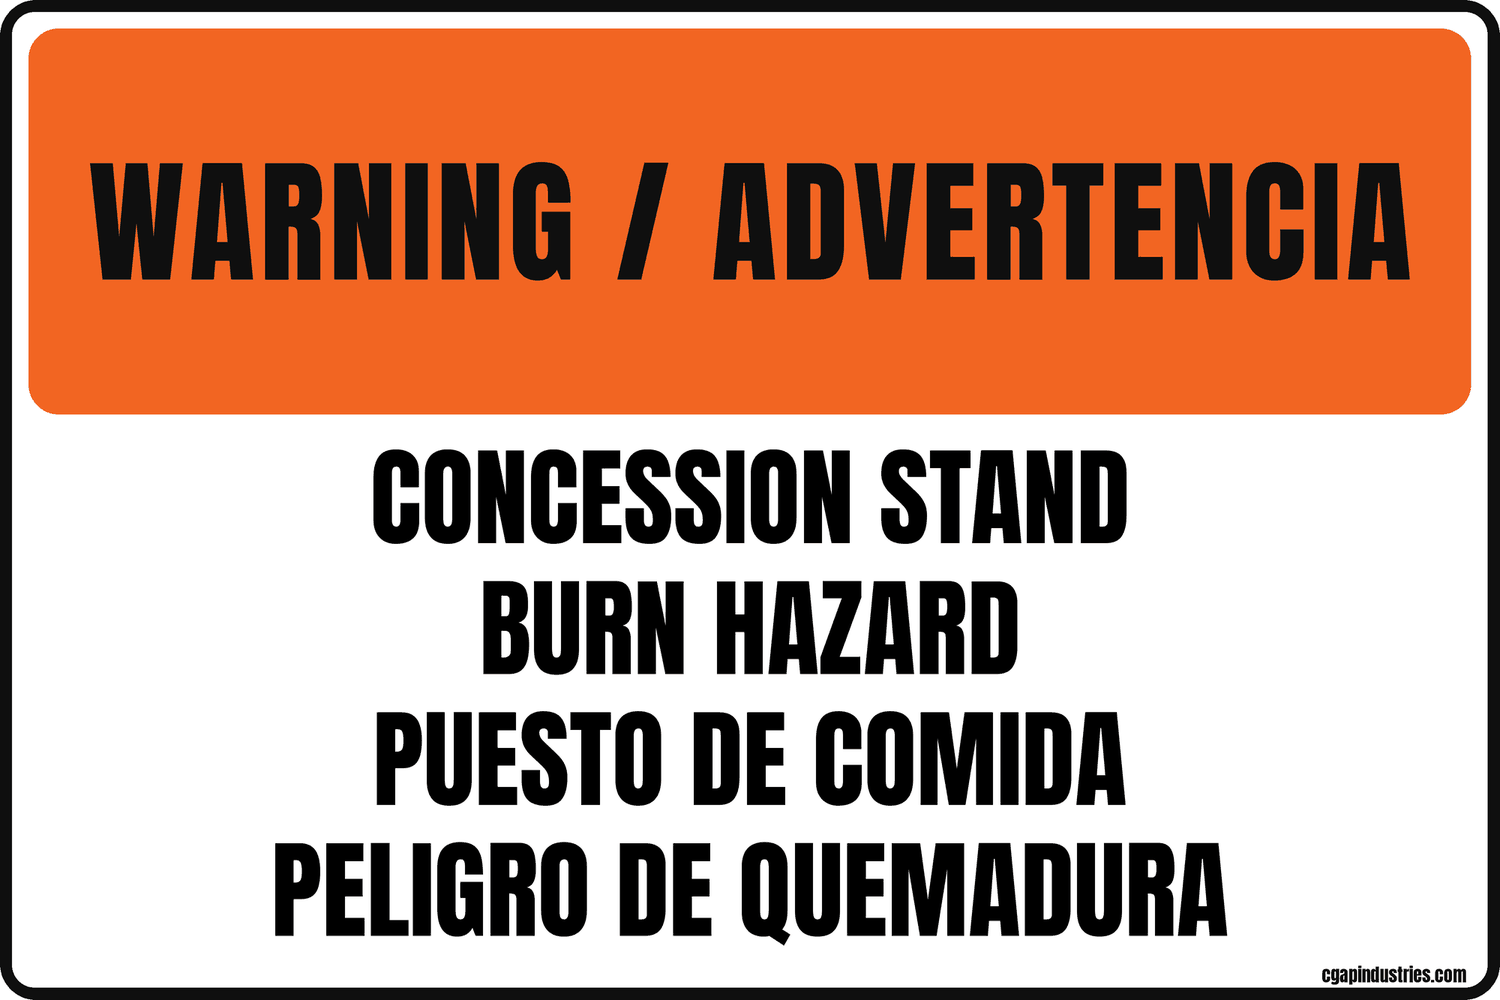 WARNING / ADVERTENCIA
CONCESSION STAND
BURN HAZARD
PUESTO DE COMIDA
PELIGRO DE QUEMADURA
cgapindustries.com